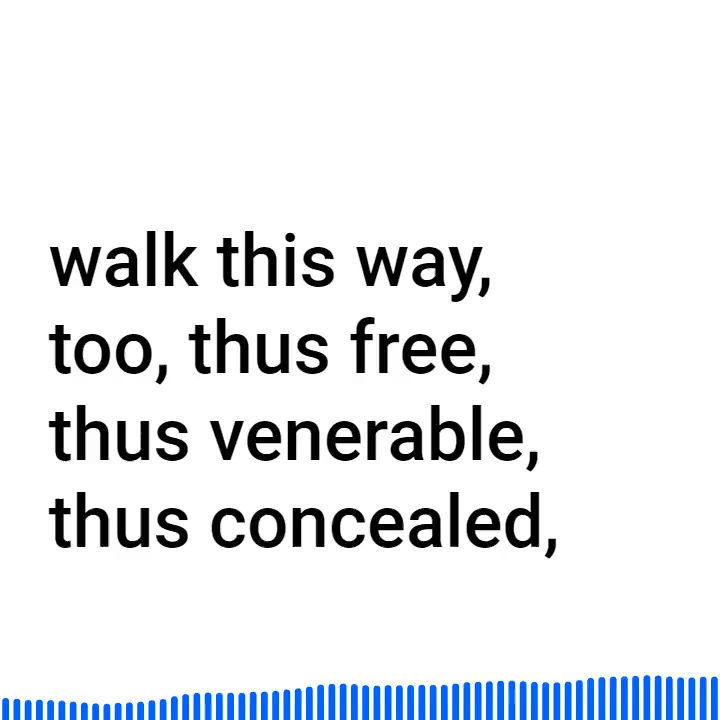 walk this way,
too, thus free,
thus venerable,
thus concealed,